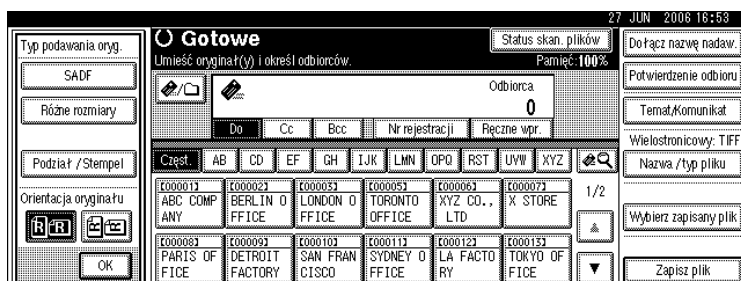 27 JUN 2006 16:53
Typ podawania oryg.
SADF
Różne rozmiary
Podział / Stempel
Orientacja oryginału
R R
R R
OK
Gotowe
Status skan. plików
Umieść oryginał(y) i określ odbiorców.
Pamięć:100%
Odbiorca
0
Do Cc Bcc Nr rejestracji Ręczne wpr.
Częst. AB CD EF GH IJK LMN OPQ RST UVW XYZ
[00001] [00002] [00003] [00005] [00006] [00007]
ABC COMP BERLIN O LONDON O TORONTO XYZ CO., X STORE
ANY FFICE FFICE OFFICE LTD
1/2
[00008] [00009] [00010] [00011] [00012] [00013]
PARIS OF DETROIT SAN FRAN SYDNEY O LA FACTO TOKYO OF
FICE FACTORY CISCO FFICE RY FICE
Dołącz nazwę nadaw.
Potwierdzenie odbioru
Temat/Komunikat
Wielostronicowy: TIFF
Nazwa /typ pliku
Wybierz zapisany plik
Zapisz plik